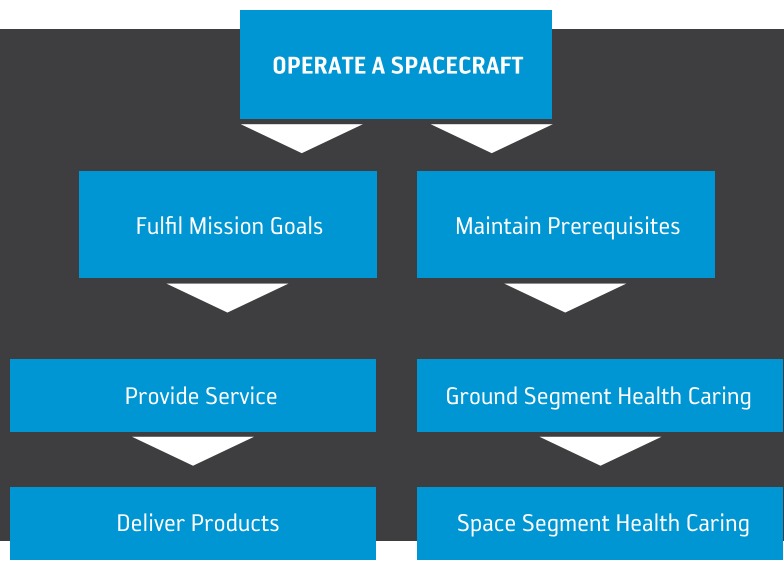 OPERATE A SPACECRAFT
Fulfil Mission Goals
Maintain Prerequisites
Provide Service
Ground Segment Health Caring
Deliver Products
Space Segment Health Caring